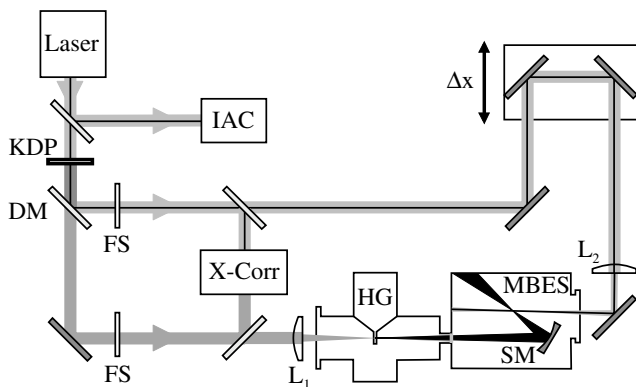 Laser
Δx
IAC
KDP
DM
FS
X-Corr
L₂
HG
MBES
SM
FS
L₁